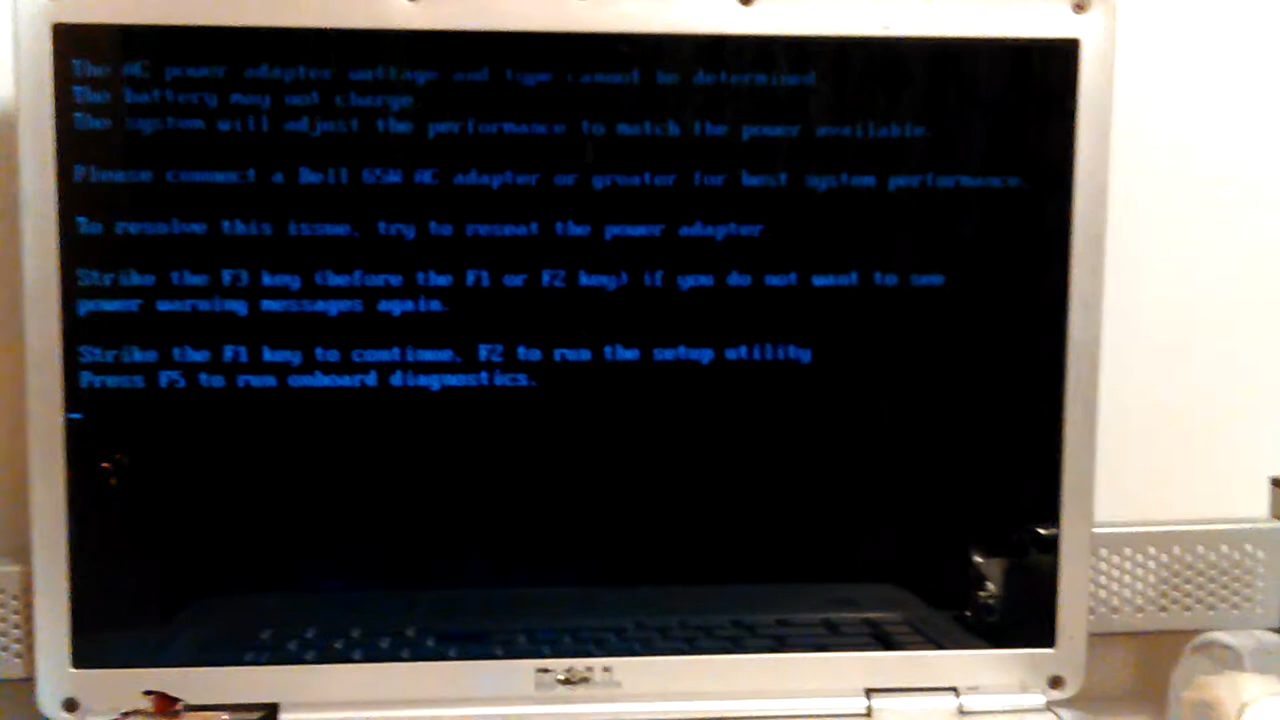 The AC power adapter wattage and type cannot be determined.
The battery may not charge.
The system will adjust the performance to match the power available.
Please connect a Dell 65W AC adapter or greater for best system performance.
To resolve this issue, try to reseat the power adapter
Strike the F3 key (before the F1 or F2 key) if you do not want to see
power warning messages again.
Strike the F1 key to continue, F2 to run the setup utility
Press F5 to run onboard diagnostics.
DELL